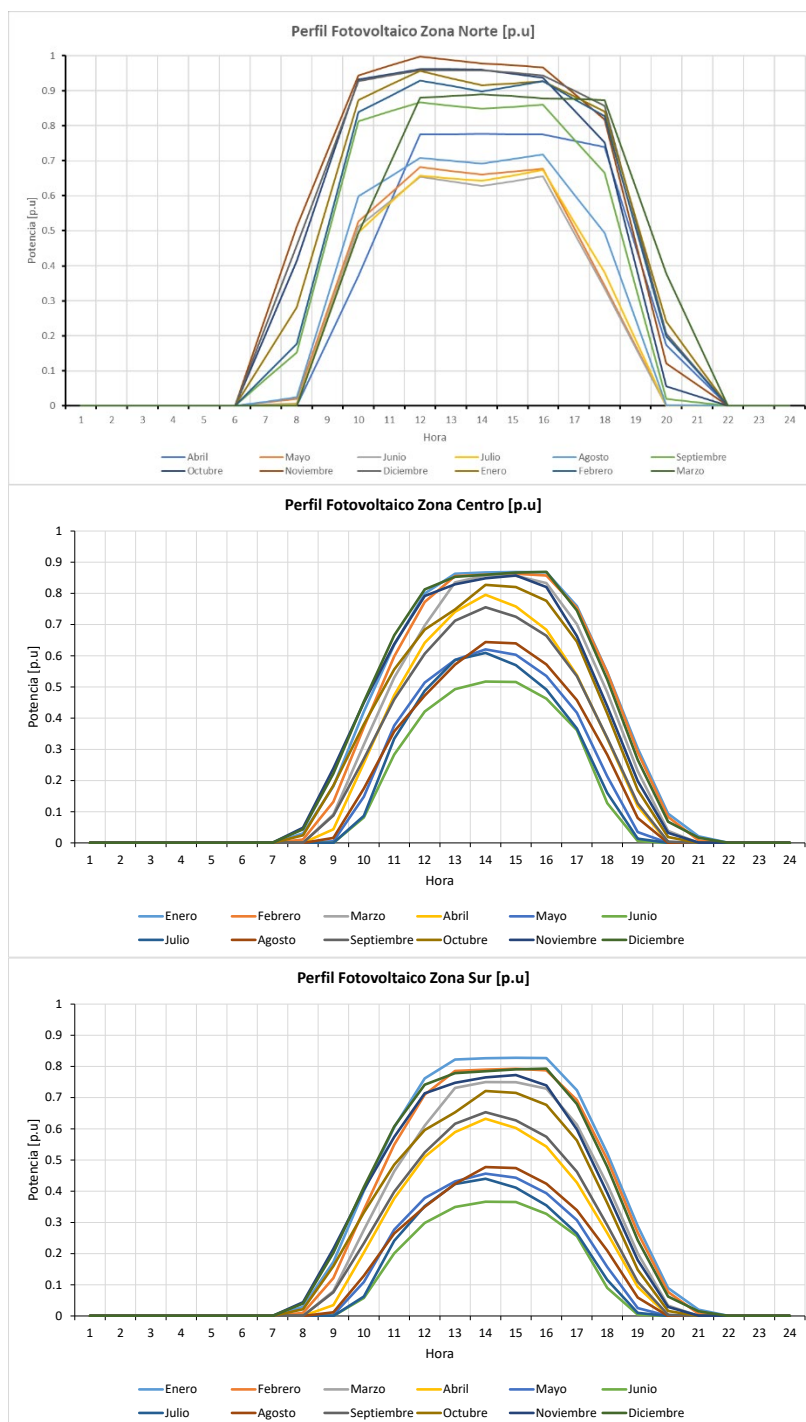 Perfil Fotovoltaico Zona Norte [p.u]
1
0.9
0.8
0.7
0.6
0.5
0.4
0.3
0.2
0.1
0
Potencia [p.u]
1 2 3 4 5 6 7 8 9 10 11 12 13 14 15 16 17 18 19 20 21 22 23 24
Hora
Abril Mayo Junio Julio Agosto Septiembre
Octubre Noviembre Diciembre Enero Febrero Marzo
Perfil Fotovoltaico Zona Centro [p.u]
1
0.9
0.8
0.7
0.6
0.5
0.4
0.3
0.2
0.1
0
Potencia [p.u]
1 2 3 4 5 6 7 8 9 10 11 12 13 14 15 16 17 18 19 20 21 22 23 24
Hora
Enero Febrero Marzo Abril Mayo Junio
Julio Agosto Septiembre Octubre Noviembre Diciembre
Perfil Fotovoltaico Zona Sur [p.u]
1
0.9
0.8
0.7
0.6
0.5
0.4
0.3
0.2
0.1
0
Potencia [p.u]
1 2 3 4 5 6 7 8 9 10 11 12 13 14 15 16 17 18 19 20 21 22 23 24
Hora
Enero Febrero Marzo Abril Mayo Junio
Julio Agosto Septiembre Octubre Noviembre Diciembre